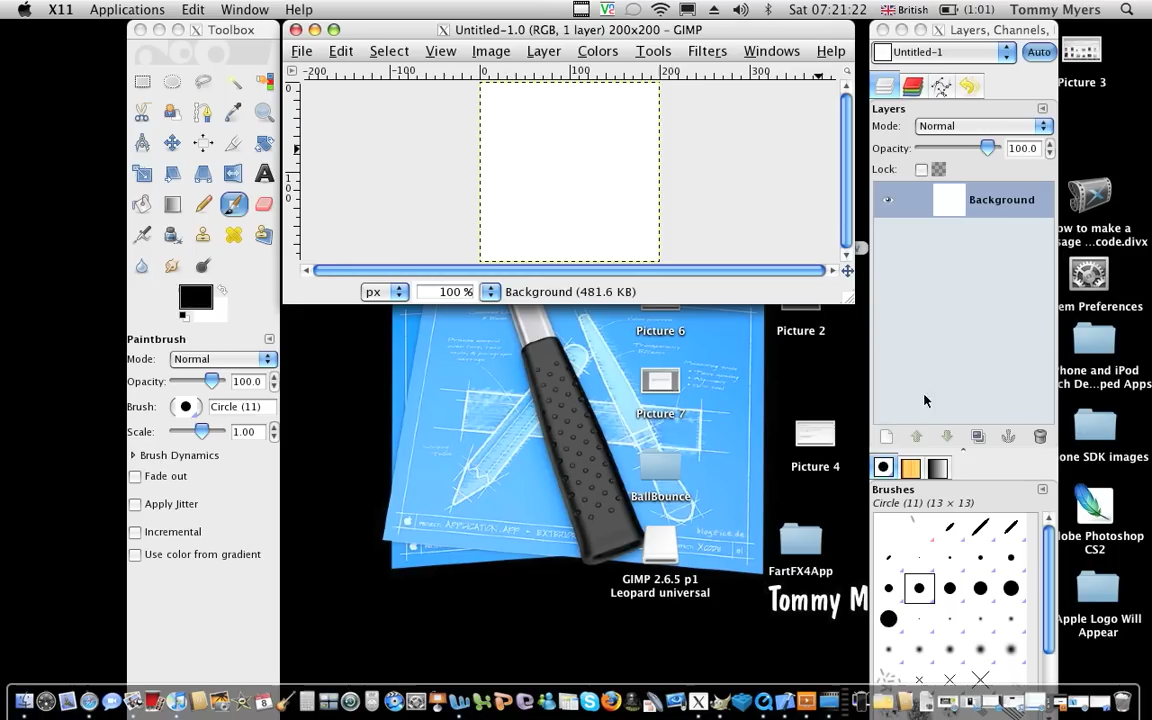 X11 Applications Edit Window Help
V2 Sat 07:21:22 British (1:01) Tommy Myers
Toolbox
Untitled-1.0 (RGB, 1 layer) 200x200 – GIMP
File Edit Select View Image Layer Colors Tools Filters Windows Help
-200 -100 0 100 200 300
0
100
px 100 % Background (481.6 KB)
Paintbrush
Mode: Normal
Opacity: 100.0
Brush: Circle (11)
Scale: 1.00
Brush Dynamics
Fade out
Apply Jitter
Incremental
Use color from gradient
Layers, Channels,
Untitled-1 Auto
Layers
Mode: Normal
Opacity: 100.0
Lock:
Background
Brushes
Circle (11) (13 × 13)
Picture 6
Picture 7
BallBounce
GIMP 2.6.5 p1
Leopard universal
Picture 2
Picture 4
FartFX4App
Tommy M
Picture 3
ow to make a
sage ...code.divx
em Preferences
hone and iPod
ch De...ped Apps
one SDK images
dobe Photoshop
CS2
Apple Logo Will
Appear